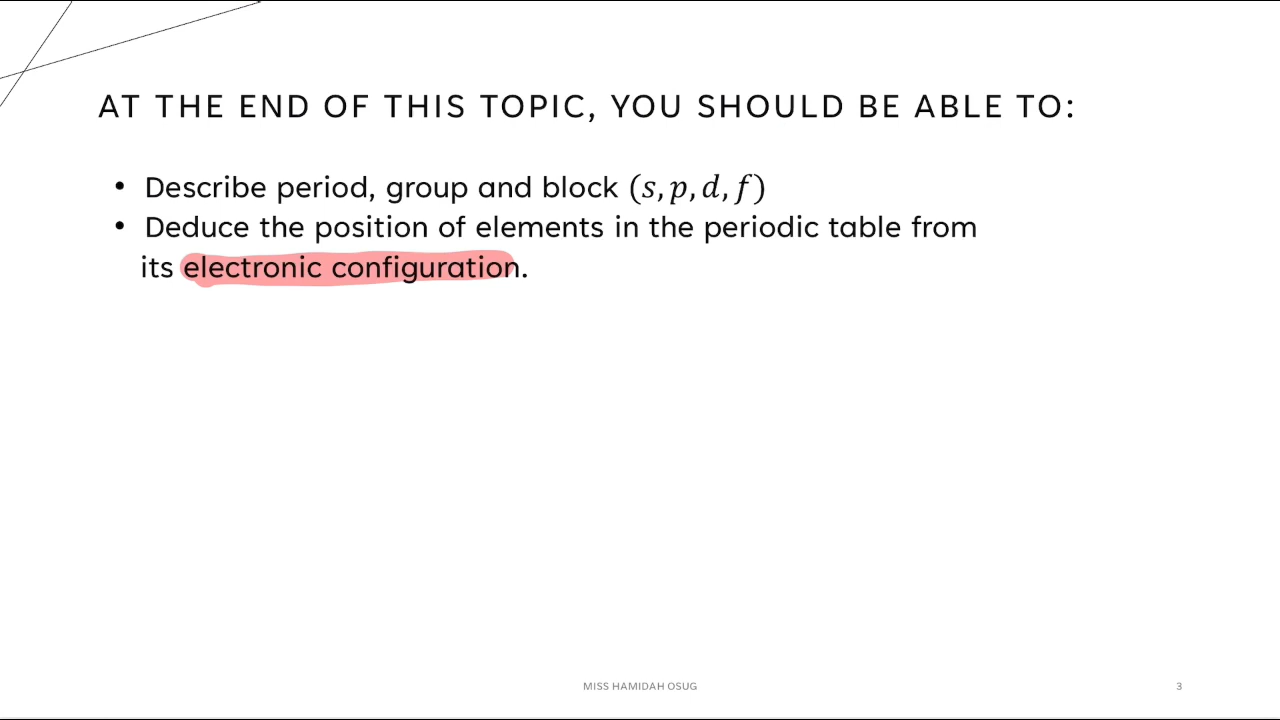 AT THE END OF THIS TOPIC, YOU SHOULD BE ABLE TO:
• Describe period, group and block (s, p, d, f)
• Deduce the position of elements in the periodic table from
its electronic configuration.
MISS HAMIDAH OSUG
3